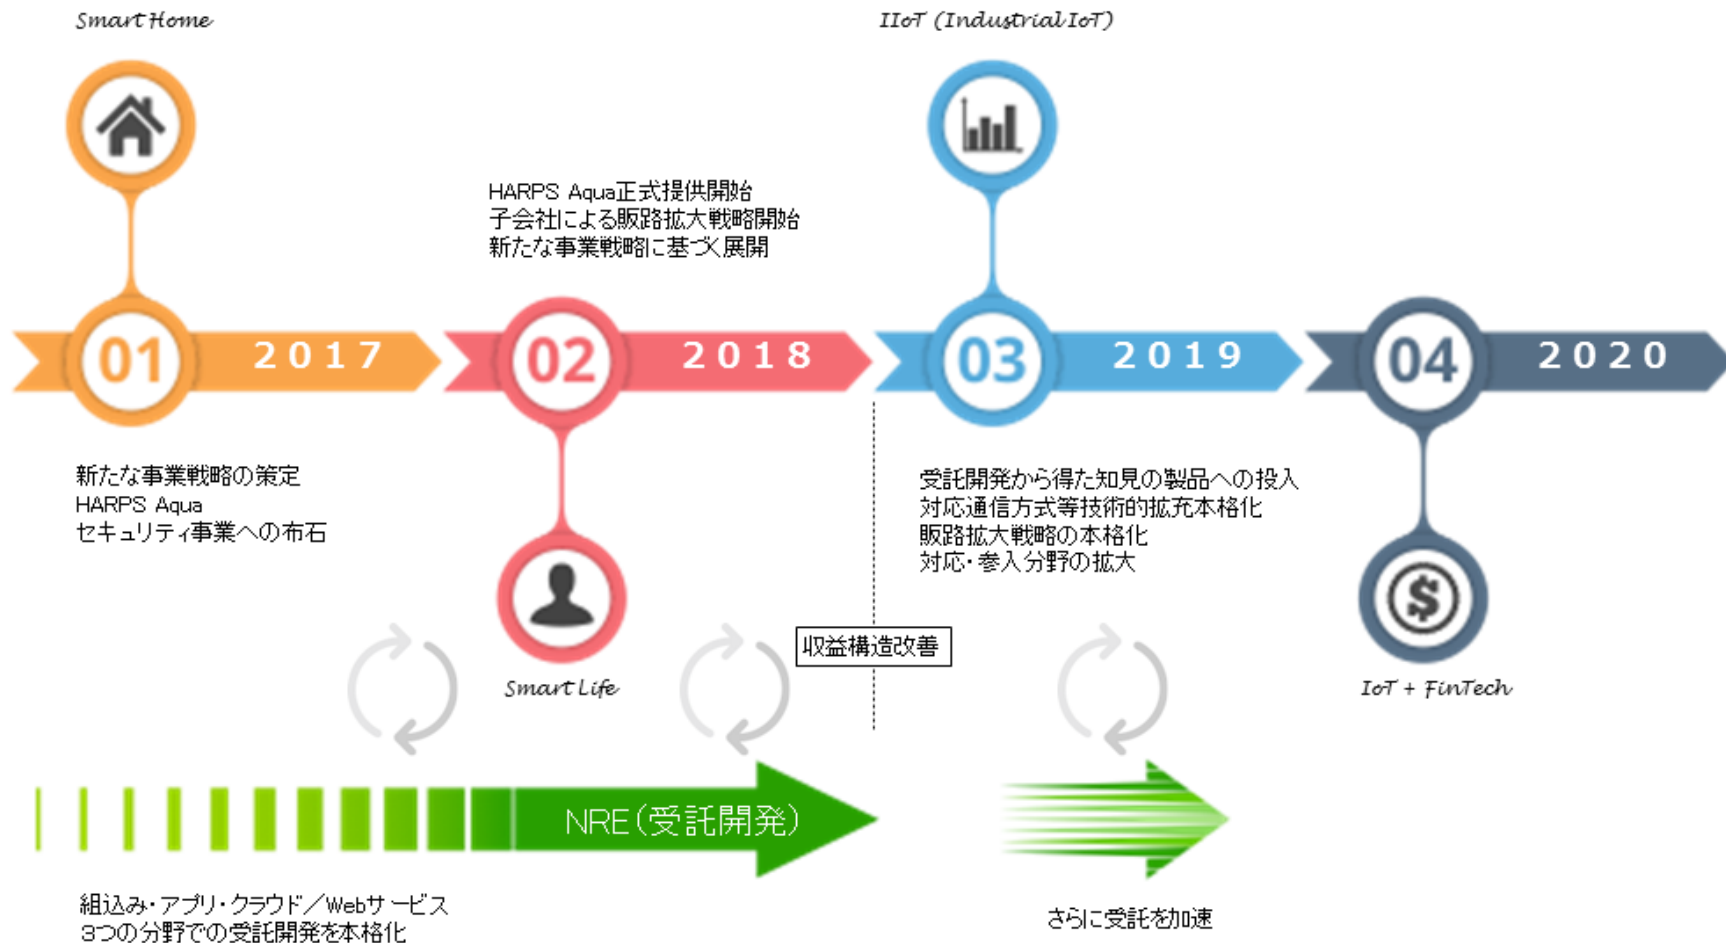 Smart Home
IIoT (Industrial IoT)
HARPS Aqua正式提供開始
子会社による販路拡大戦略開始
新たな事業戦略に基づく展開
01
2017
02
2018
03
2019
04
2020
新たな事業戦略の策定
HARPS Aqua
セキュリティ事業への布石
受託開発から得た知見の製品への投入
対応通信方式等技術的拡充本格化
販路拡大戦略の本格化
対応・参入分野の拡大
$
収益構造改善
Smart Life
IoT + FinTech
NRE(受託開発)
組込み・アプリ・クラウド／Webサービス
3つの分野での受託開発を本格化
さらに受託を加速